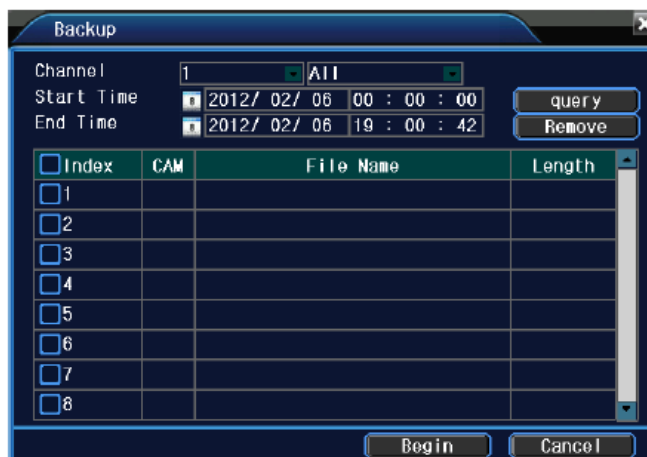 Backup
Channel 1 All
Start Time 2012/ 02/ 06 00 : 00 : 00 query
End Time 2012/ 02/ 06 19 : 00 : 42 Remove
Index CAM File Name Length
1
2
3
4
5
6
7
8
Begin Cancel